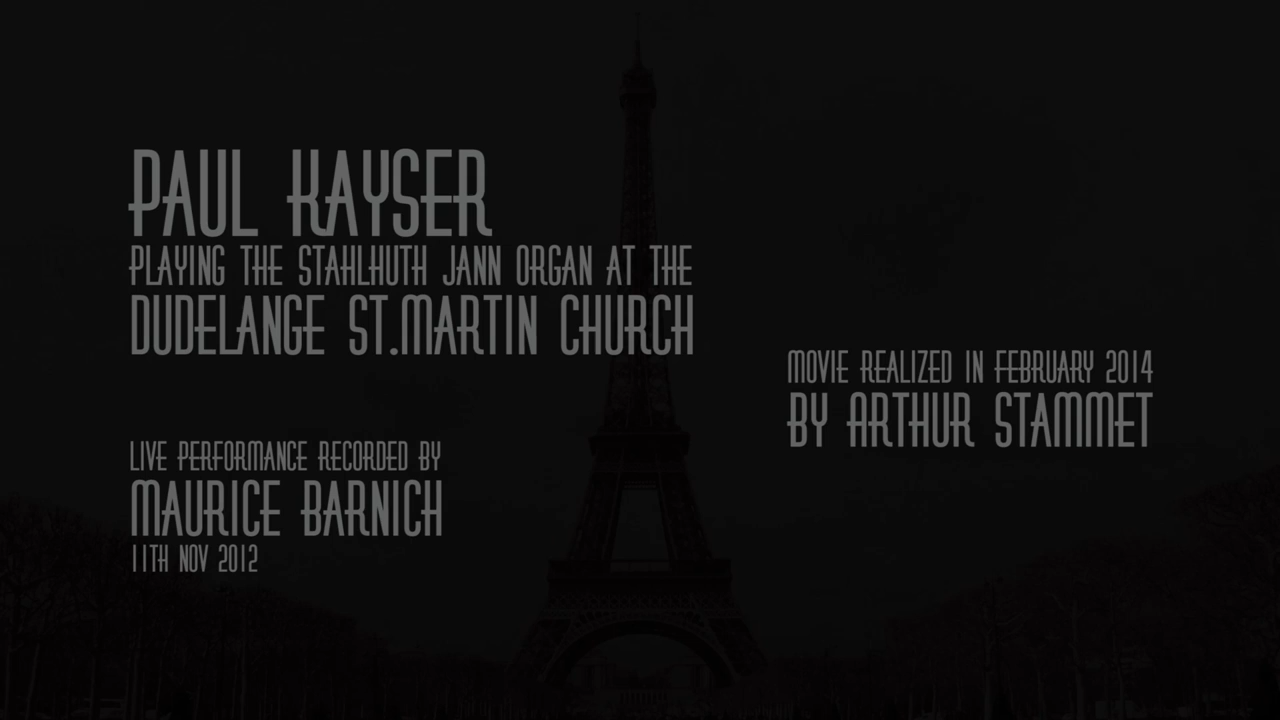 PAUL KAYSER
PLAYING THE STAHLHUTH JANN ORGAN AT THE
DUDELANGE ST.MARTIN CHURCH
LIVE PERFORMANCE RECORDED BY
MAURICE BARNICH
11TH NOV 2012
MOVIE REALIZED IN FEBRUARY 2014
BY ARTHUR STAMMET